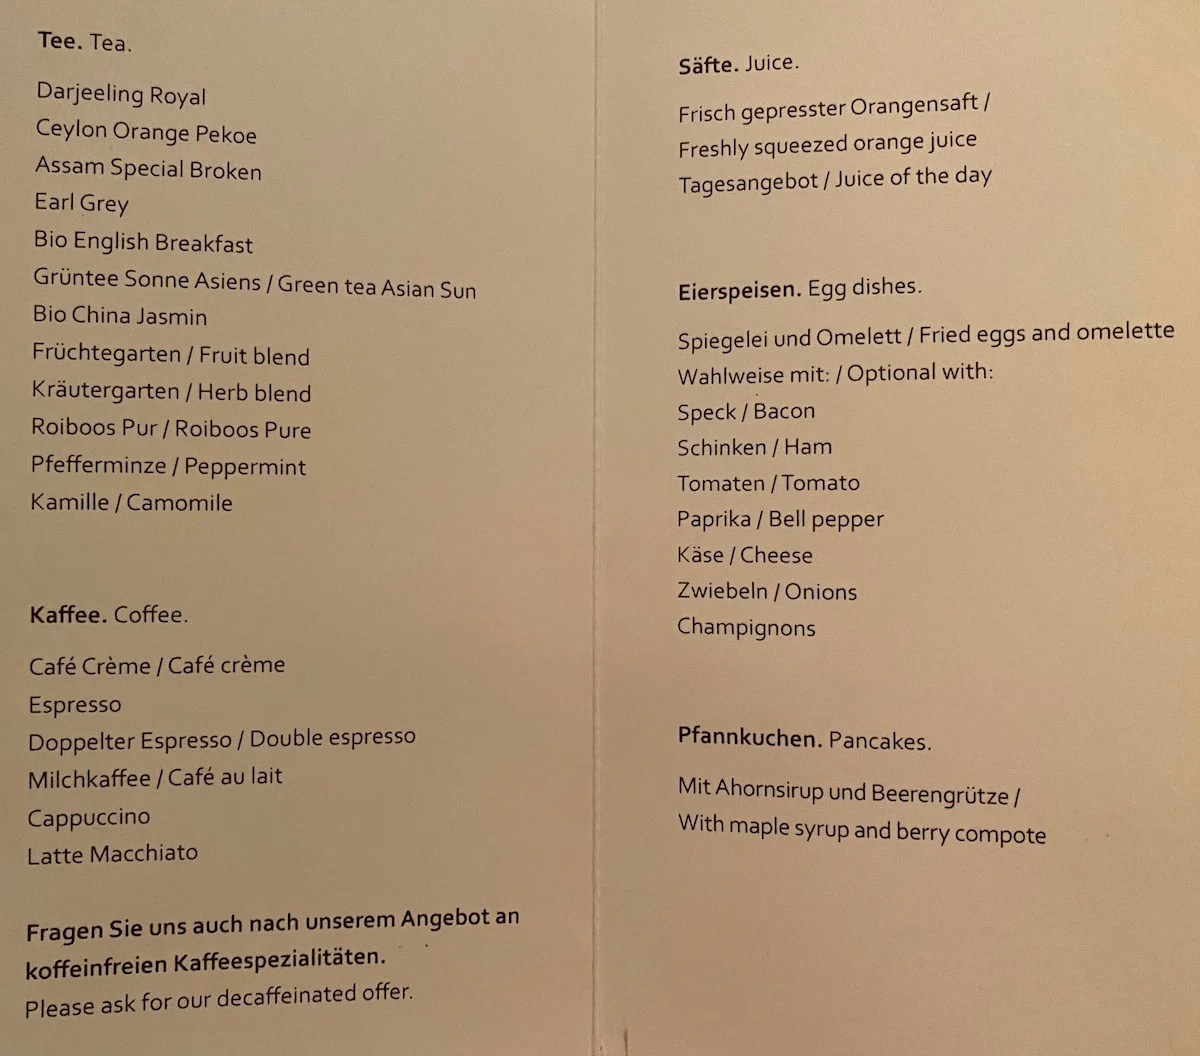 Tee. Tea.
Darjeeling Royal
Ceylon Orange Pekoe
Assam Special Broken
Earl Grey
Bio English Breakfast
Grüntee Sonne Asiens / Green tea Asian Sun
Bio China Jasmin
Früchtegarten / Fruit blend
Kräutergarten / Herb blend
Roiboos Pur / Roiboos Pure
Pfefferminze / Peppermint
Kamille / Camomile
Kaffee. Coffee.
Café Crème / Café crème
Espresso
Doppelter Espresso / Double espresso
Milchkaffee / Café au lait
Cappuccino
Latte Macchiato
Fragen Sie uns auch nach unserem Angebot an
koffeinfreien Kaffeespezialitäten.
Please ask for our decaffeinated offer.
Säfte. Juice.
Frisch gepresster Orangensaft /
Freshly squeezed orange juice
Tagesangebot / Juice of the day
Eierspeisen. Egg dishes.
Spiegelei und Omelett / Fried eggs and omelette
Wahlweise mit: / Optional with:
Speck / Bacon
Schinken / Ham
Tomaten / Tomato
Paprika / Bell pepper
Käse / Cheese
Zwiebeln / Onions
Champignons
Pfannkuchen. Pancakes.
Mit Ahornsirup und Beerengrütze /
With maple syrup and berry compote